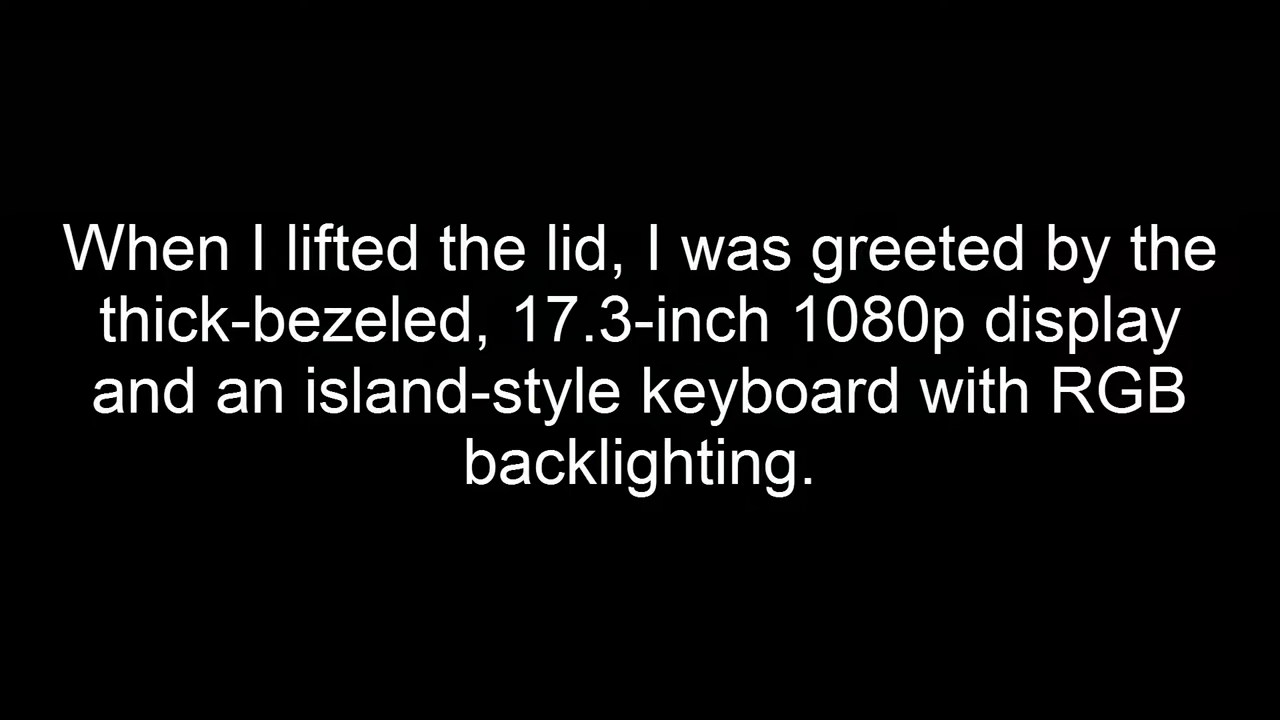 When I lifted the lid, I was greeted by the
thick-bezeled, 17.3-inch 1080p display
and an island-style keyboard with RGB
backlighting.